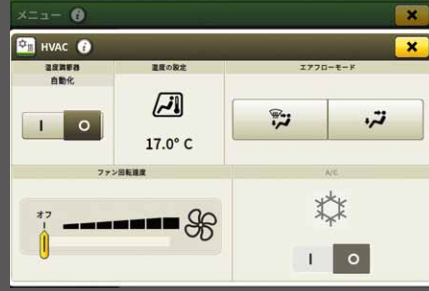 メニュー
HVAC
温度調節器
温度の設定
エアフローモード
自動化
I O
17.0° C
ファン回転速度
A/C
オフ
I O